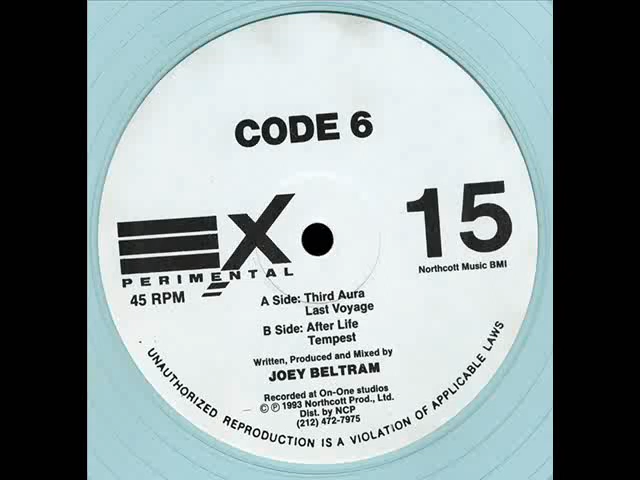 CODE 6
EX
PERIMENTAL
45 RPM
15
Northcott Music BMI
A Side: Third Aura
Last Voyage
B Side: After Life
Tempest
Written, Produced and Mixed by
JOEY BELTRAM
Recorded at On-One studios
© ℗ 1993 Northcott Prod., Ltd.
Dist. by NCP
(212) 472-7975
UNAUTHORIZED REPRODUCTION IS A VIOLATION OF APPLICABLE LAWS